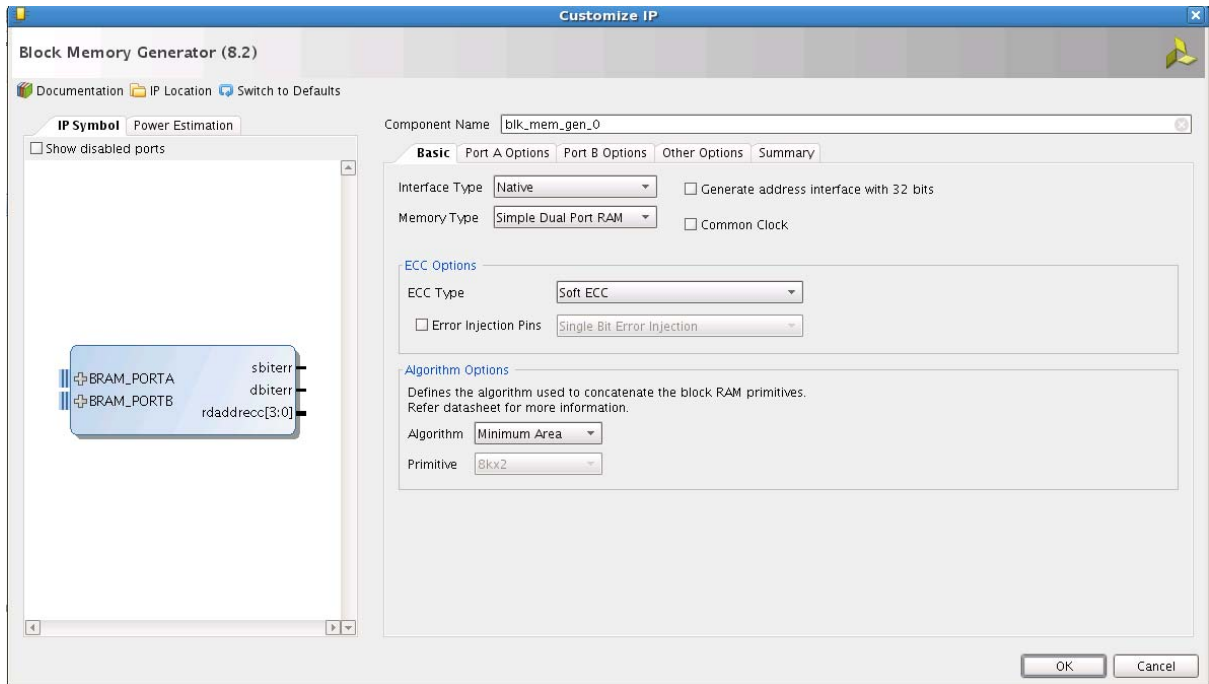 Customize IP
Block Memory Generator (8.2)
Documentation IP Location Switch to Defaults
IP Symbol Power Estimation
Show disabled ports
BRAM_PORTA
BRAM_PORTB
sbiterr
dbiterr
rdaddrecc[3:0]
Component Name blk_mem_gen_0
Basic Port A Options Port B Options Other Options Summary
Interface Type Native Generate address interface with 32 bits
Memory Type Simple Dual Port RAM Common Clock
ECC Options
ECC Type Soft ECC
Error Injection Pins Single Bit Error Injection
Algorithm Options
Defines the algorithm used to concatenate the block RAM primitives.
Refer datasheet for more information.
Algorithm Minimum Area
Primitive 8kx2
OK Cancel